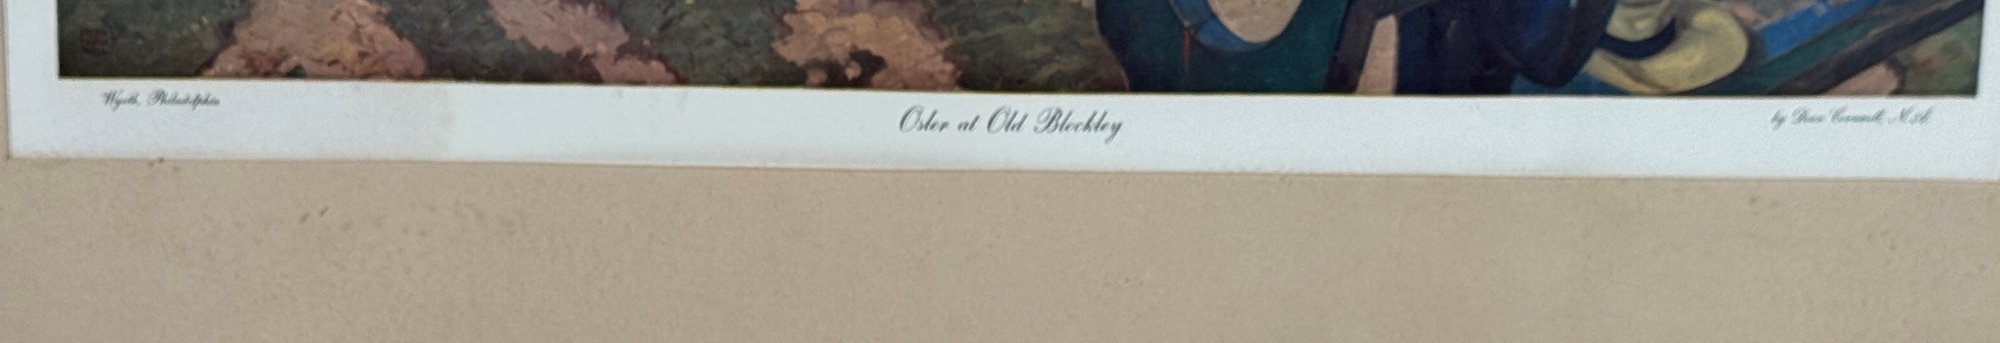 Wyeth, Philadelphia
Osler at Old Blockley
by Dean Cornwell, N.A.